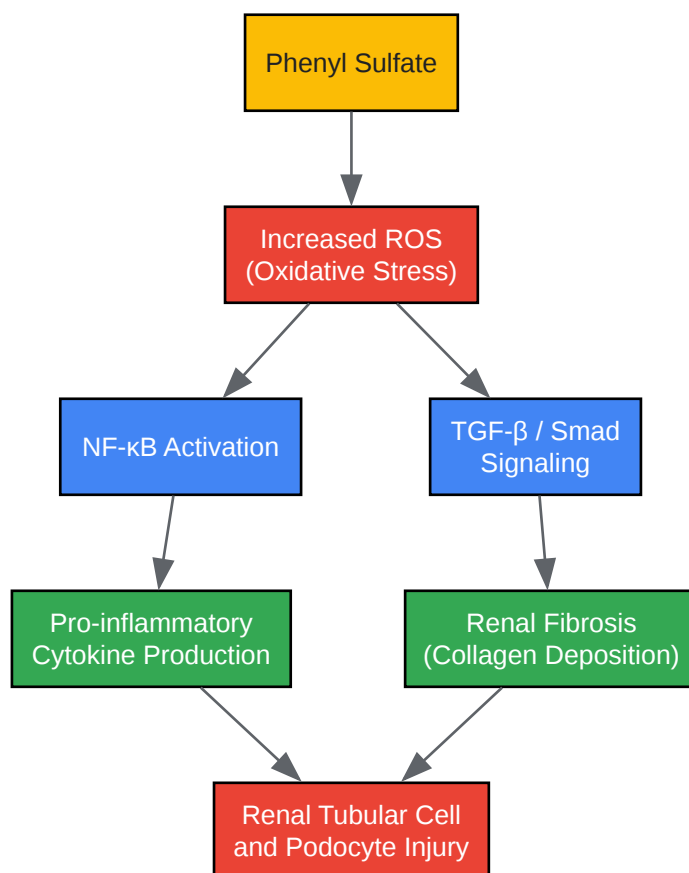 Phenyl Sulfate
Increased ROS
(Oxidative Stress)
NF-κB Activation
TGF-β / Smad
Signaling
Pro-inflammatory
Cytokine Production
Renal Fibrosis
(Collagen Deposition)
Renal Tubular Cell
and Podocyte Injury